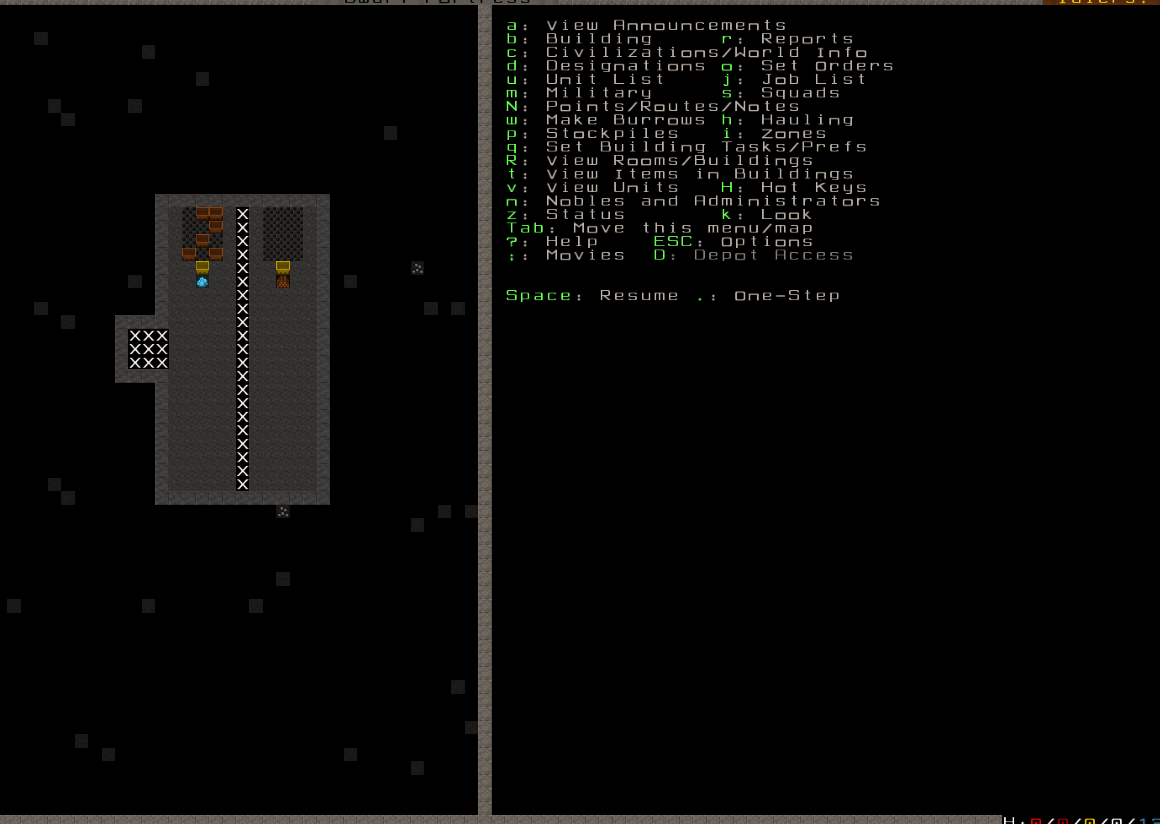 Dwarf Fortress Idlers:
a: View Announcements
b: Building r: Reports
c: Civilizations/World Info
d: Designations o: Set Orders
u: Unit List j: Job List
m: Military s: Squads
N: Points/Routes/Notes
w: Make Burrows h: Hauling
p: Stockpiles i: Zones
q: Set Building Tasks/Prefs
R: View Rooms/Buildings
t: View Items in Buildings
v: View Units H: Hot Keys
n: Nobles and Administrators
z: Status k: Look
Tab: Move this menu/map
?: Help ESC: Options
;: Movies D: Depot Access
Space: Resume .: One-Step